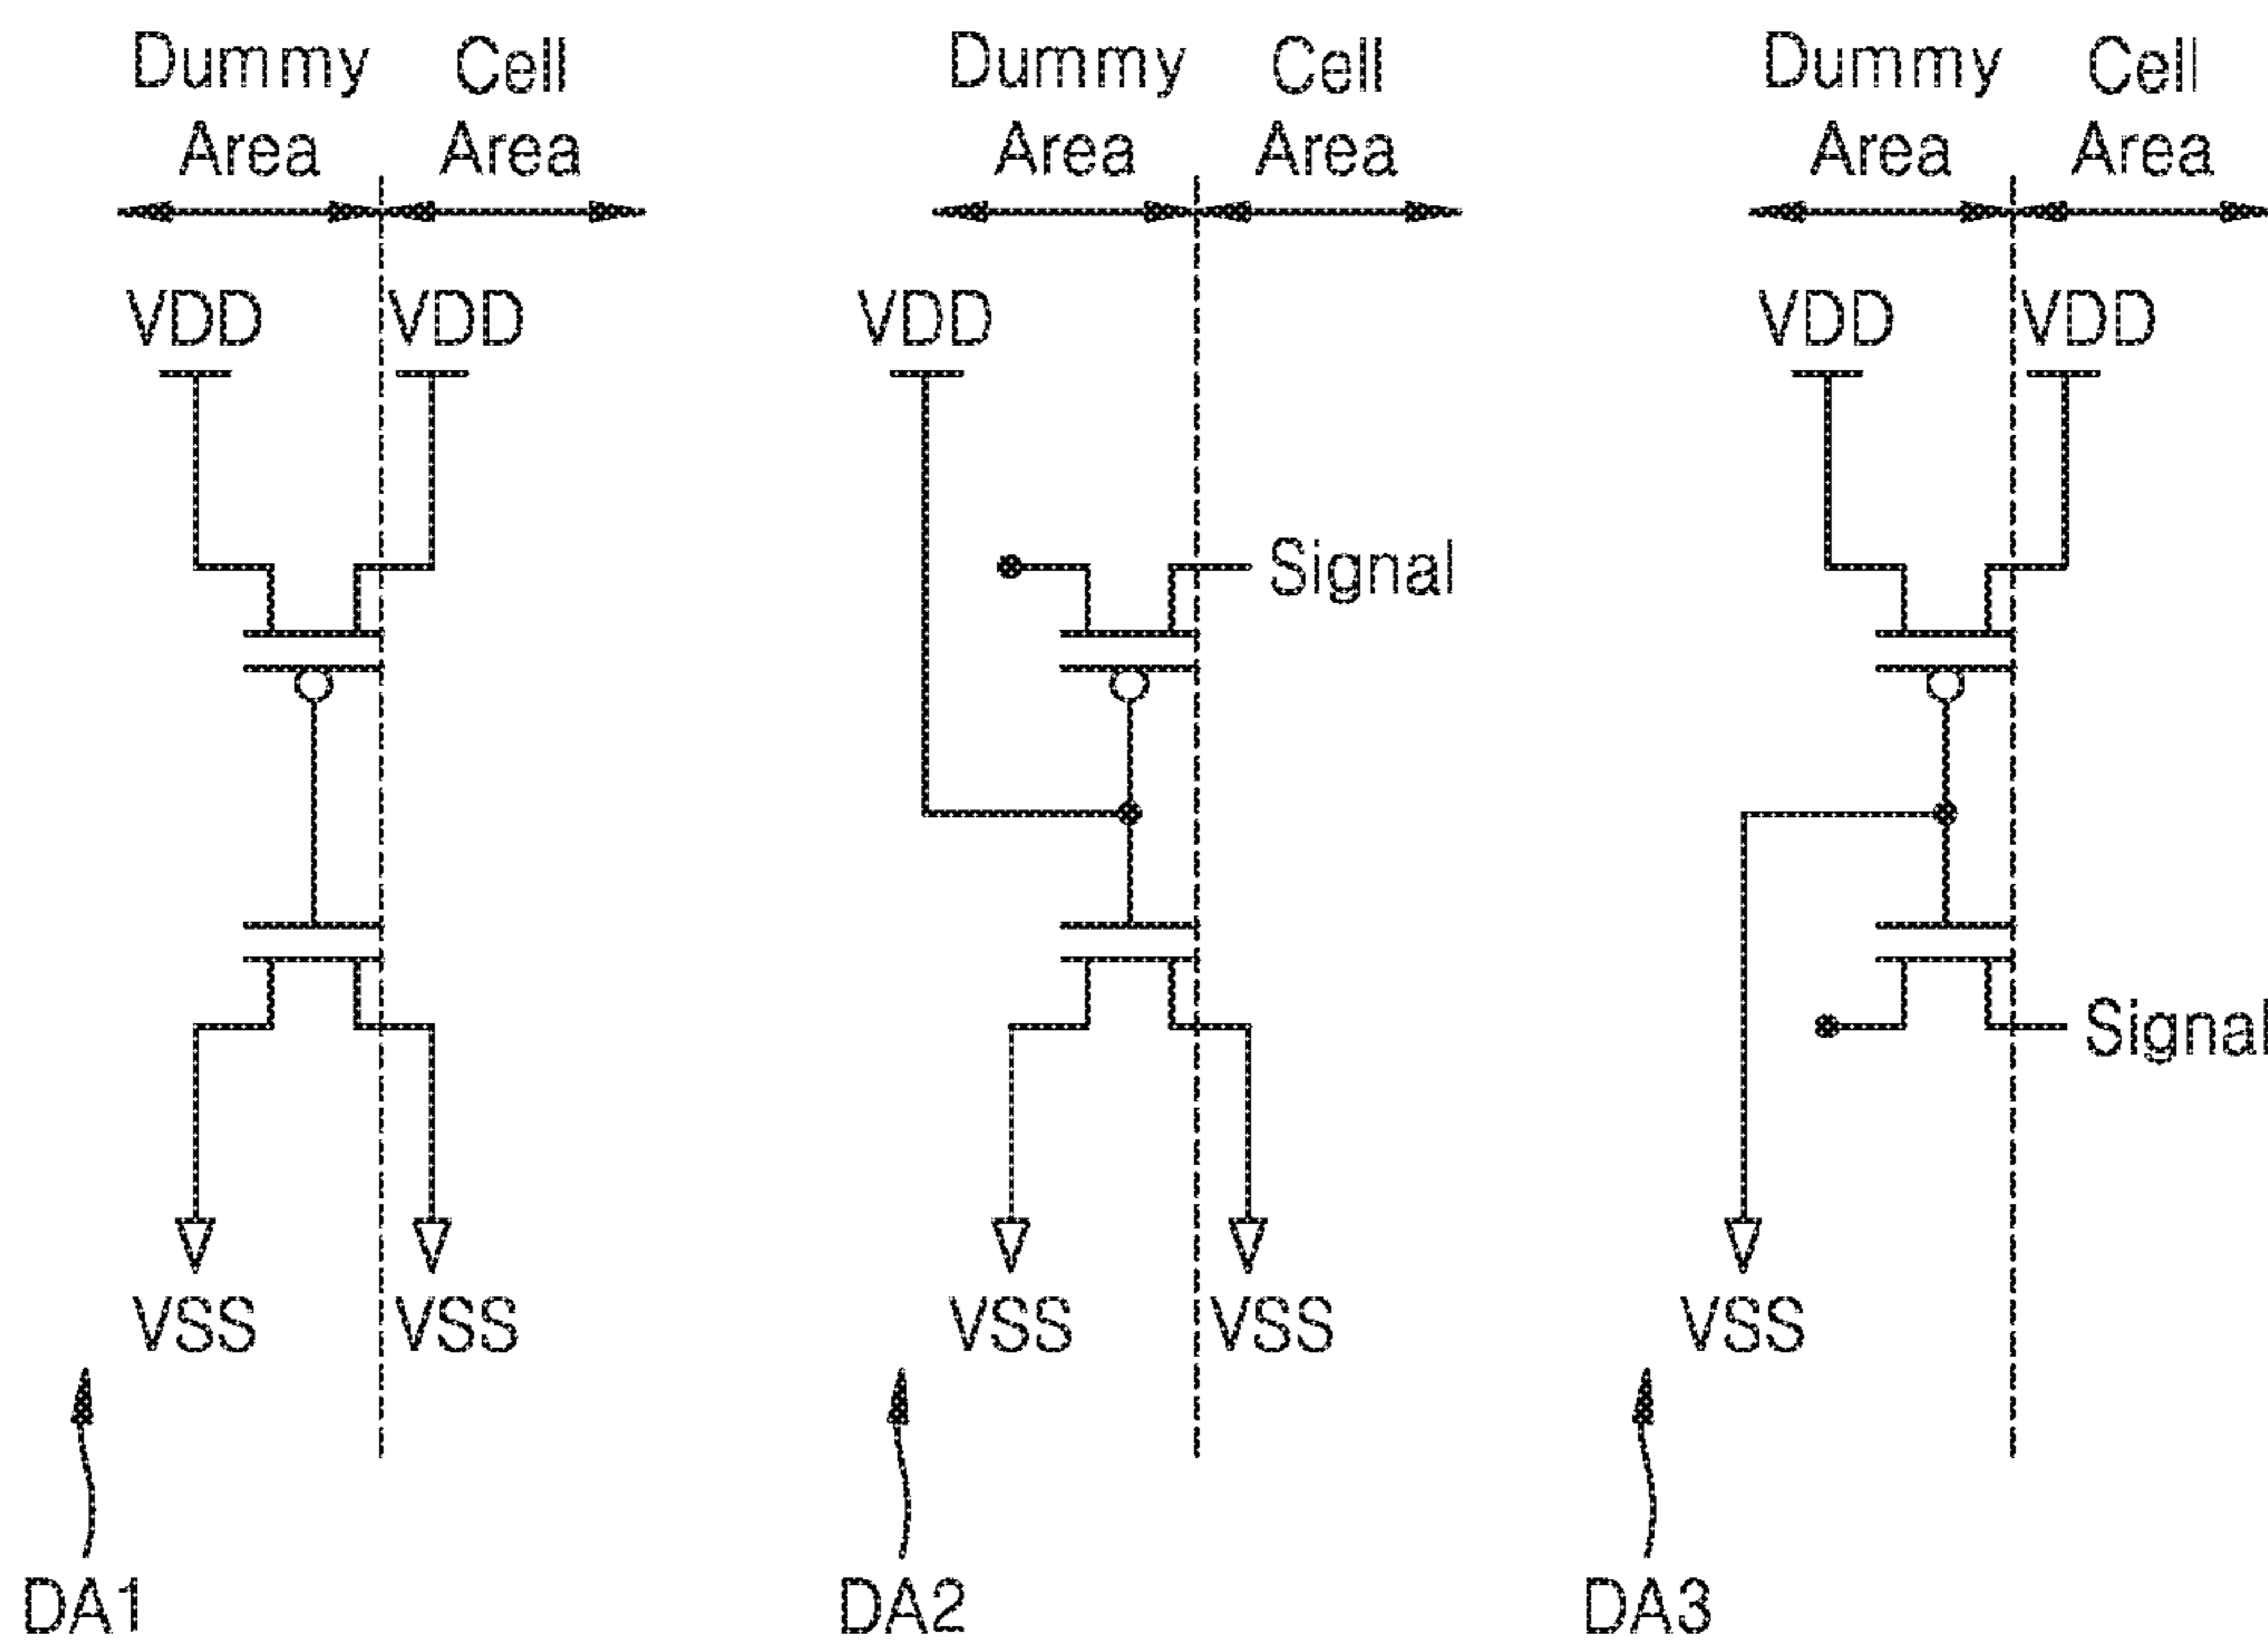 Dummy Area
Cell Area
Dummy Area
Cell Area
Dummy Area
Cell Area
VDD
VDD
VDD
VDD
VDD
Signal
Signal
VSS
VSS
VSS
VSS
VSS
DA1
DA2
DA3